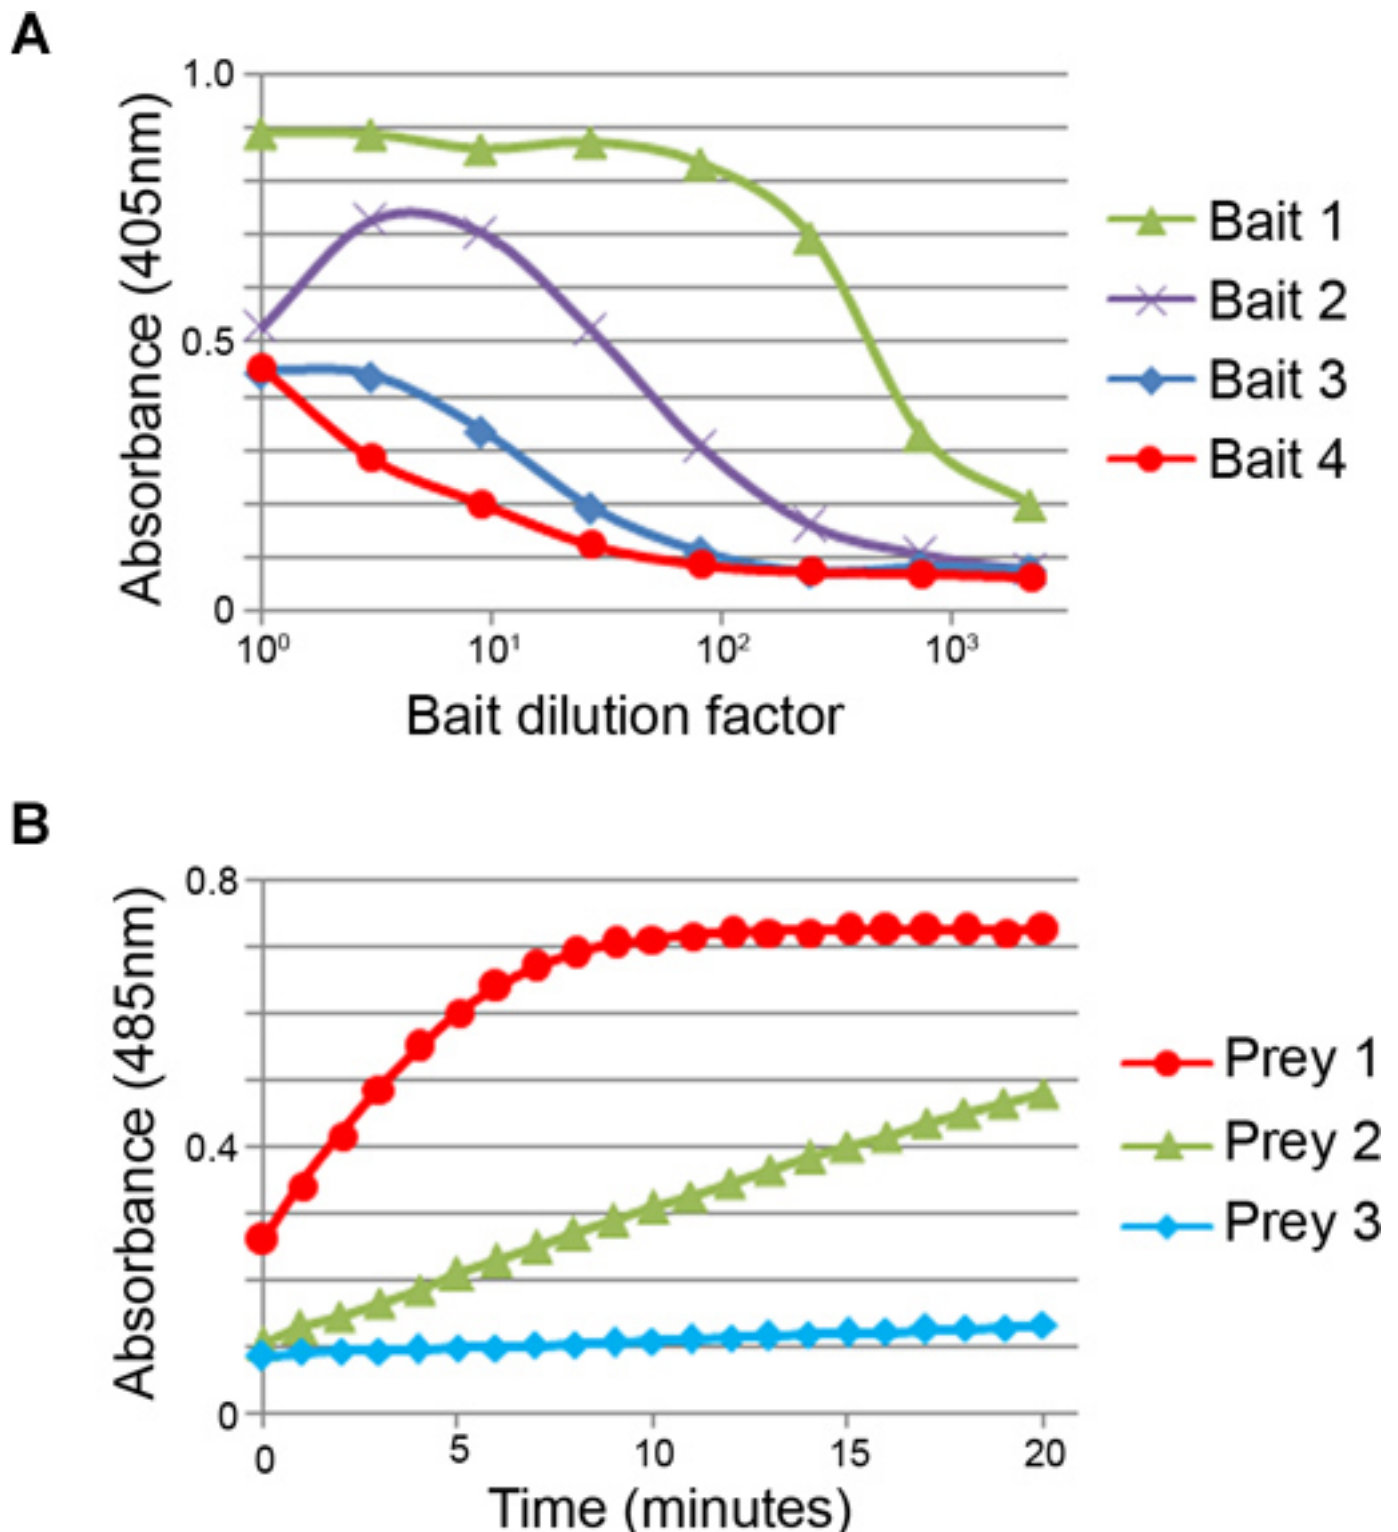 A
1.0
0.5
0
Absorbance (405nm)
10⁰ 10¹ 10² 10³
Bait dilution factor
Bait 1
Bait 2
Bait 3
Bait 4
B
0.8
0.4
0
Absorbance (485nm)
0 5 10 15 20
Time (minutes)
Prey 1
Prey 2
Prey 3